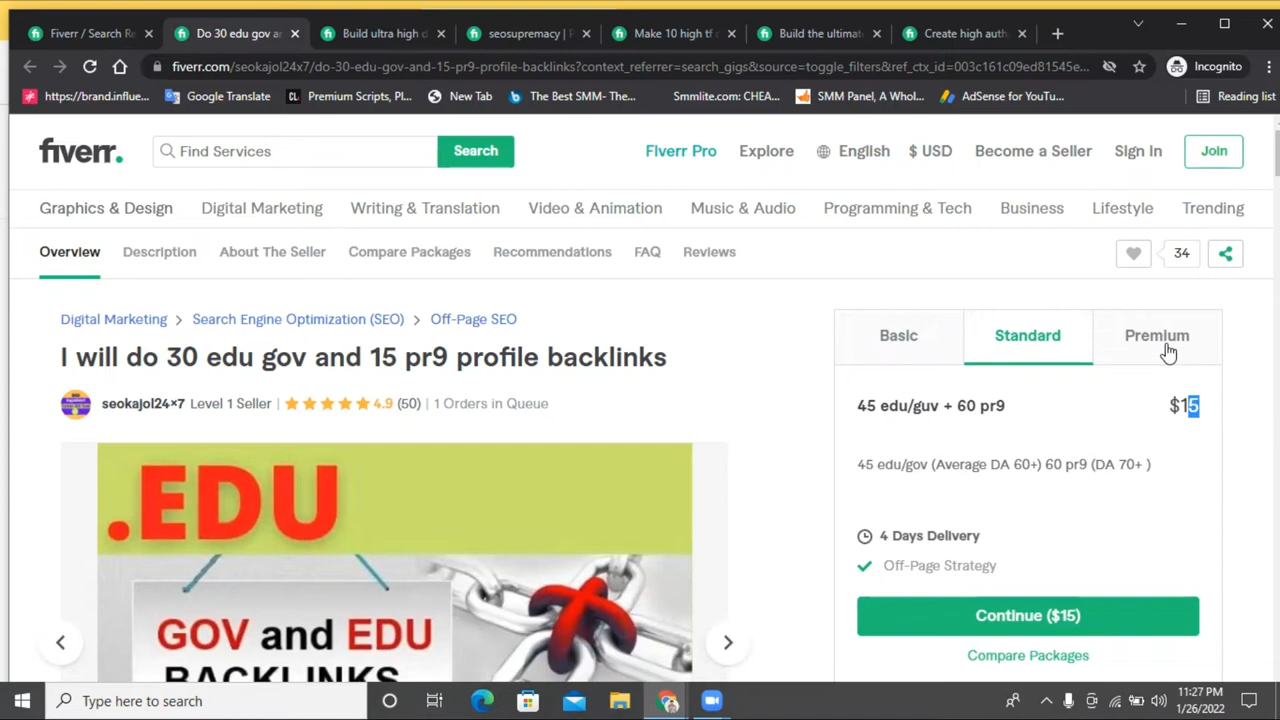 Fiverr / Search Re
Do 30 edu gov a
Build ultra high d
seosupremacy | P
Make 10 high tf
Build the ultima
Create high auth
fiverr.com/seokajol24x7/do-30-edu-gov-and-15-pr9-profile-backlinks?context_referrer=search_gigs&source=toggle_filters&ref_ctx_id=003c161c09ed81545e...
Incognito
https://brand.influe...
Google Translate
CL Premium Scripts, Pl...
New Tab
b The Best SMM- The...
Smmlite.com: CHEA...
SMM Panel, A Whol...
AdSense for YouTu...
Reading list
fiverr.
Find Services
Search
Fiverr Pro
Explore
English
$ USD
Become a Seller
Sign In
Join
Graphics & Design
Digital Marketing
Writing & Translation
Video & Animation
Music & Audio
Programming & Tech
Business
Lifestyle
Trending
Overview
Description
About The Seller
Compare Packages
Recommendations
FAQ
Reviews
34
Digital Marketing > Search Engine Optimization (SEO) > Off-Page SEO
I will do 30 edu gov and 15 pr9 profile backlinks
seokajol24×7 Level 1 Seller | 4.9 (50) | 1 Orders in Queue
.EDU
GOV and EDU
BACKLINKS
Basic
Standard
Premium
45 edu/guv + 60 pr9
$15
45 edu/gov (Average DA 60+) 60 pr9 (DA 70+ )
4 Days Delivery
Off-Page Strategy
Continue ($15)
Compare Packages
Type here to search
11:27 PM
1/26/2022